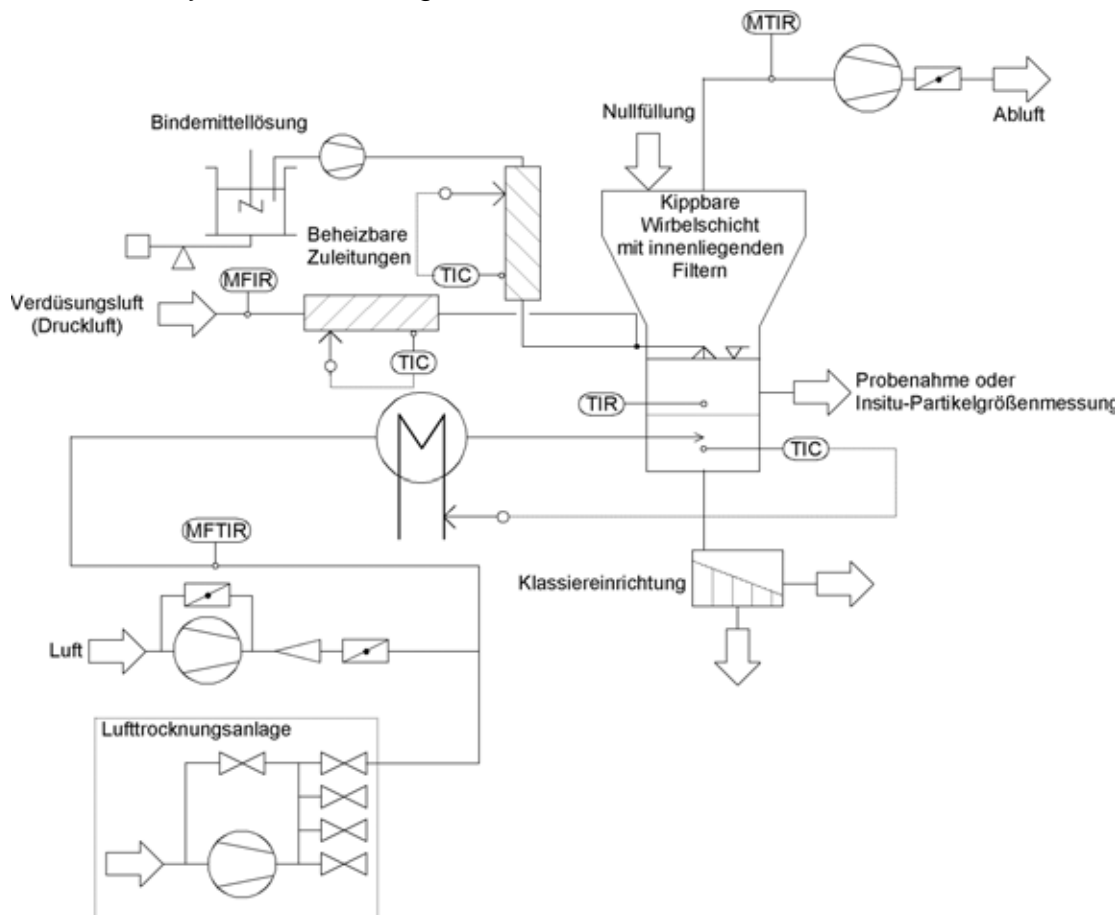 MTIR
Abluft
Nullfüllung
Bindemittellösung
Kippbare
Wirbelschicht
mit innenliegenden
Filtern
Beheizbare
Zuleitungen
TIC
MFIR
Verdüsungsluft
(Druckluft)
TIC
TIR
Probenahme oder
Insitu-Partikelgrößenmessung
TIC
MFTIR
Klassiereinrichtung
Luft
Lufttrocknungsanlage